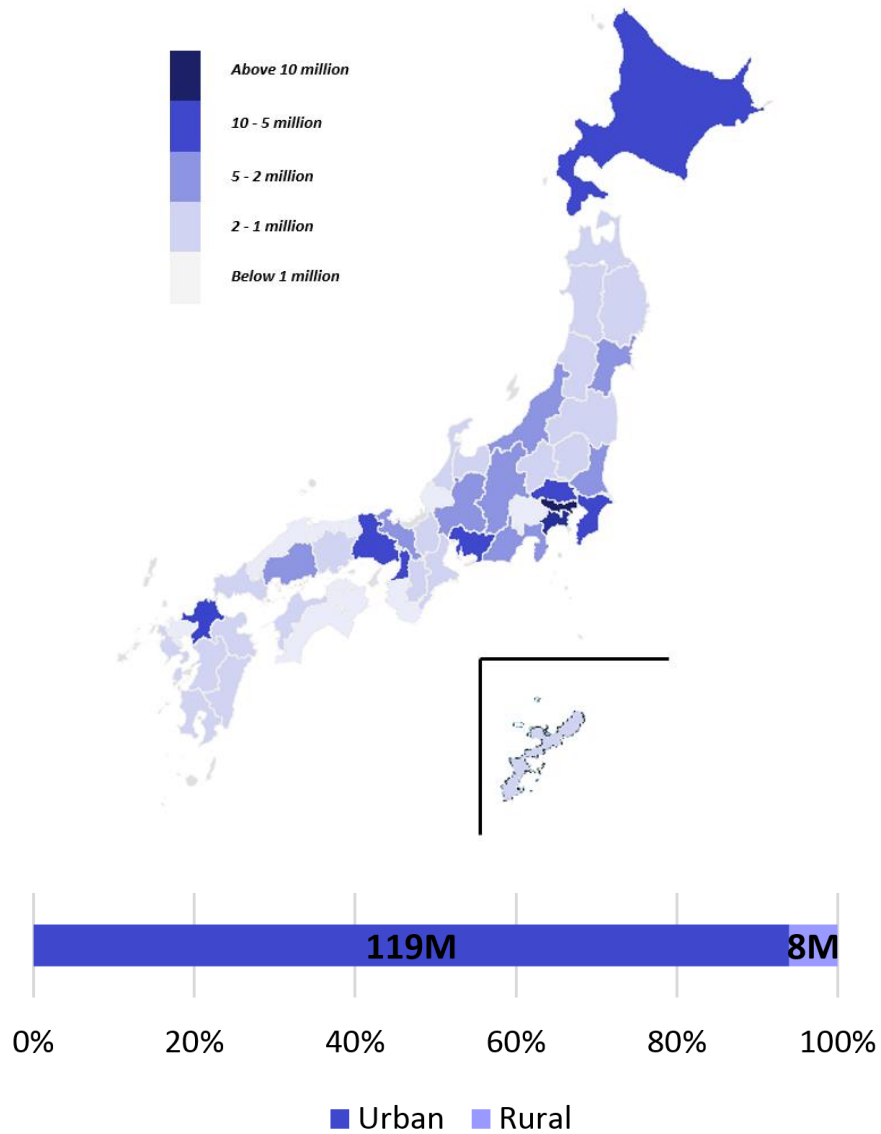 Above 10 million
10 - 5 million
5 - 2 million
2 - 1 million
Below 1 million
119M 8M
0% 20% 40% 60% 80% 100%
Urban Rural